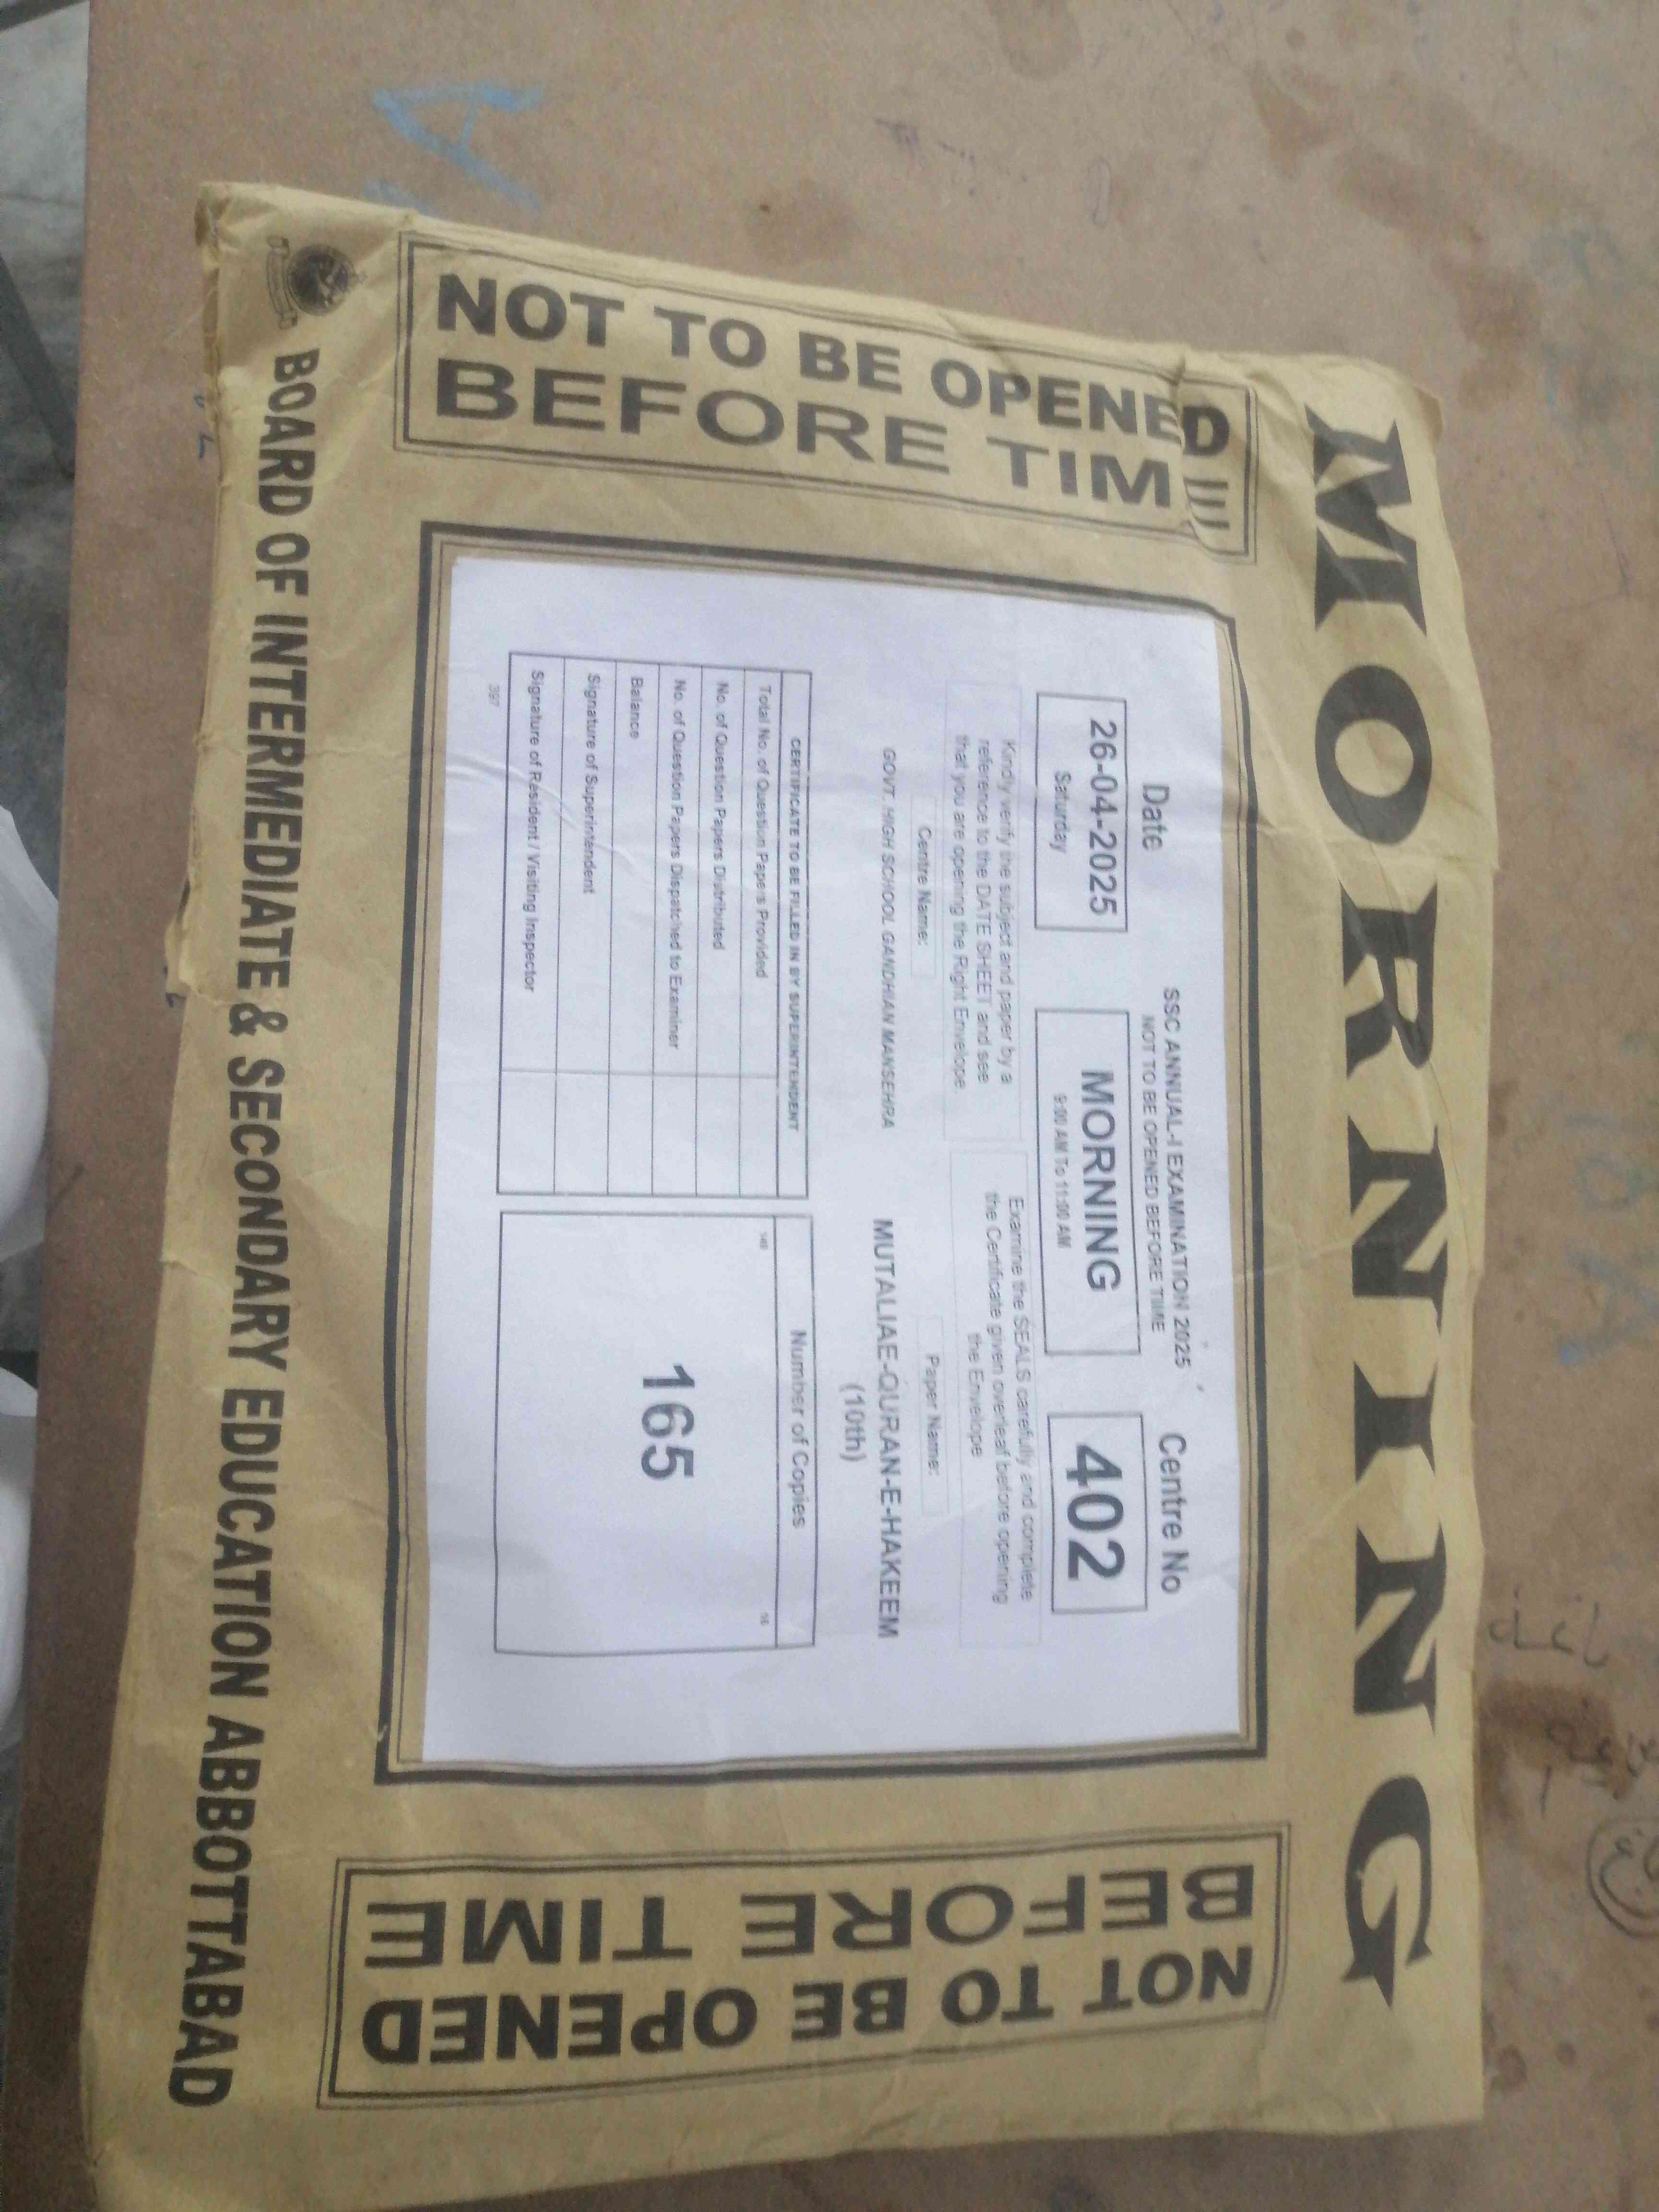 MORNING
NOT TO BE OPENED
BEFORE TIM
Date
26-04-2025
Saturday
SSC ANNUAL-I EXAMINATION 2025
NOT TO BE OPENED BEFORE TIME
MORNING
9:00 AM To 11:00 AM
Centre No
402
Kindly verify the subject and paper by a
reference to the DATE SHEET and see
that you are opening the Right Envelope.
Examine the SEALS carefully and complete
the Certificate given overleaf before opening
the Envelope
Centre Name:
GOVT. HIGH SCHOOL GANDHIAN MANSEHRA
Paper Name:
MUTALIAE-QURAN-E-HAKEEM
(10th)
CERTIFICATE TO BE FILLED IN BY SUPERINTENDENT
Total No. of Question Papers Provided
No. of Question Papers Distributed
No. of Question Papers Dispatched to Examiner
Balance
Signature of Superintendent
Signature of Resident / Visiting Inspector
397
Number of Copies
149
16
165
NOT TO BE OPENED
BEFORE TIME
BOARD OF INTERMEDIATE & SECONDARY EDUCATION ABBOTTABAD